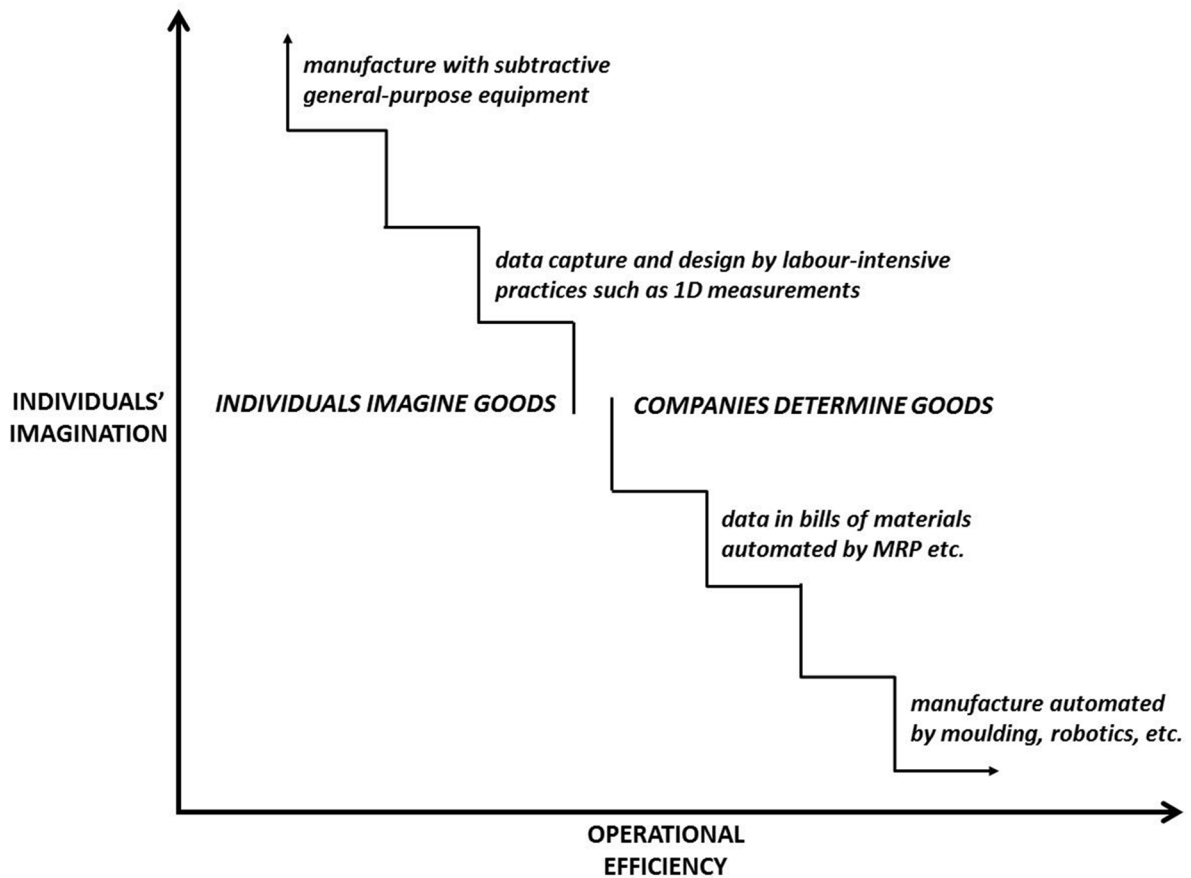 manufacture with subtractive
general-purpose equipment
data capture and design by labour-intensive
practices such as 1D measurements
INDIVIDUALS’
IMAGINATION
INDIVIDUALS IMAGINE GOODS
COMPANIES DETERMINE GOODS
data in bills of materials
automated by MRP etc.
manufacture automated
by moulding, robotics, etc.
OPERATIONAL
EFFICIENCY